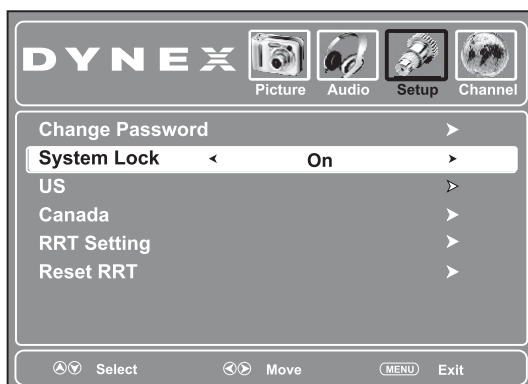 DYNEX
Picture Audio Setup Channel
Change Password
System Lock On
US
Canada
RRT Setting
Reset RRT
Select Move MENU Exit